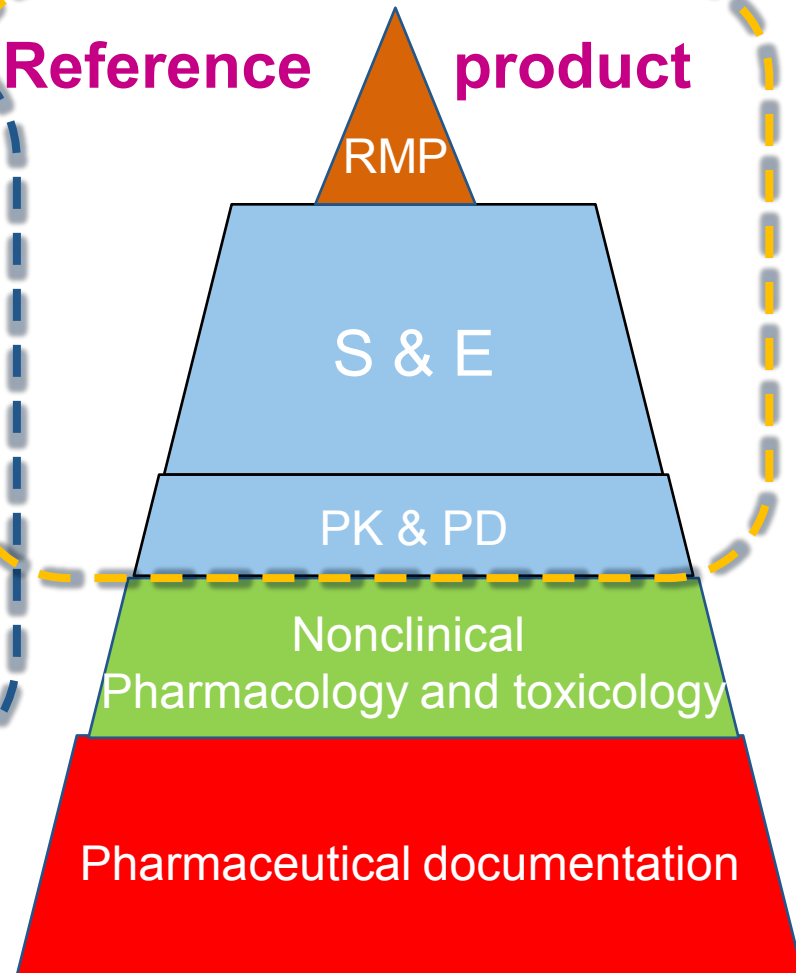 Reference product
RMP
S & E
PK & PD
Nonclinical
Pharmacology and toxicology
Pharmaceutical documentation